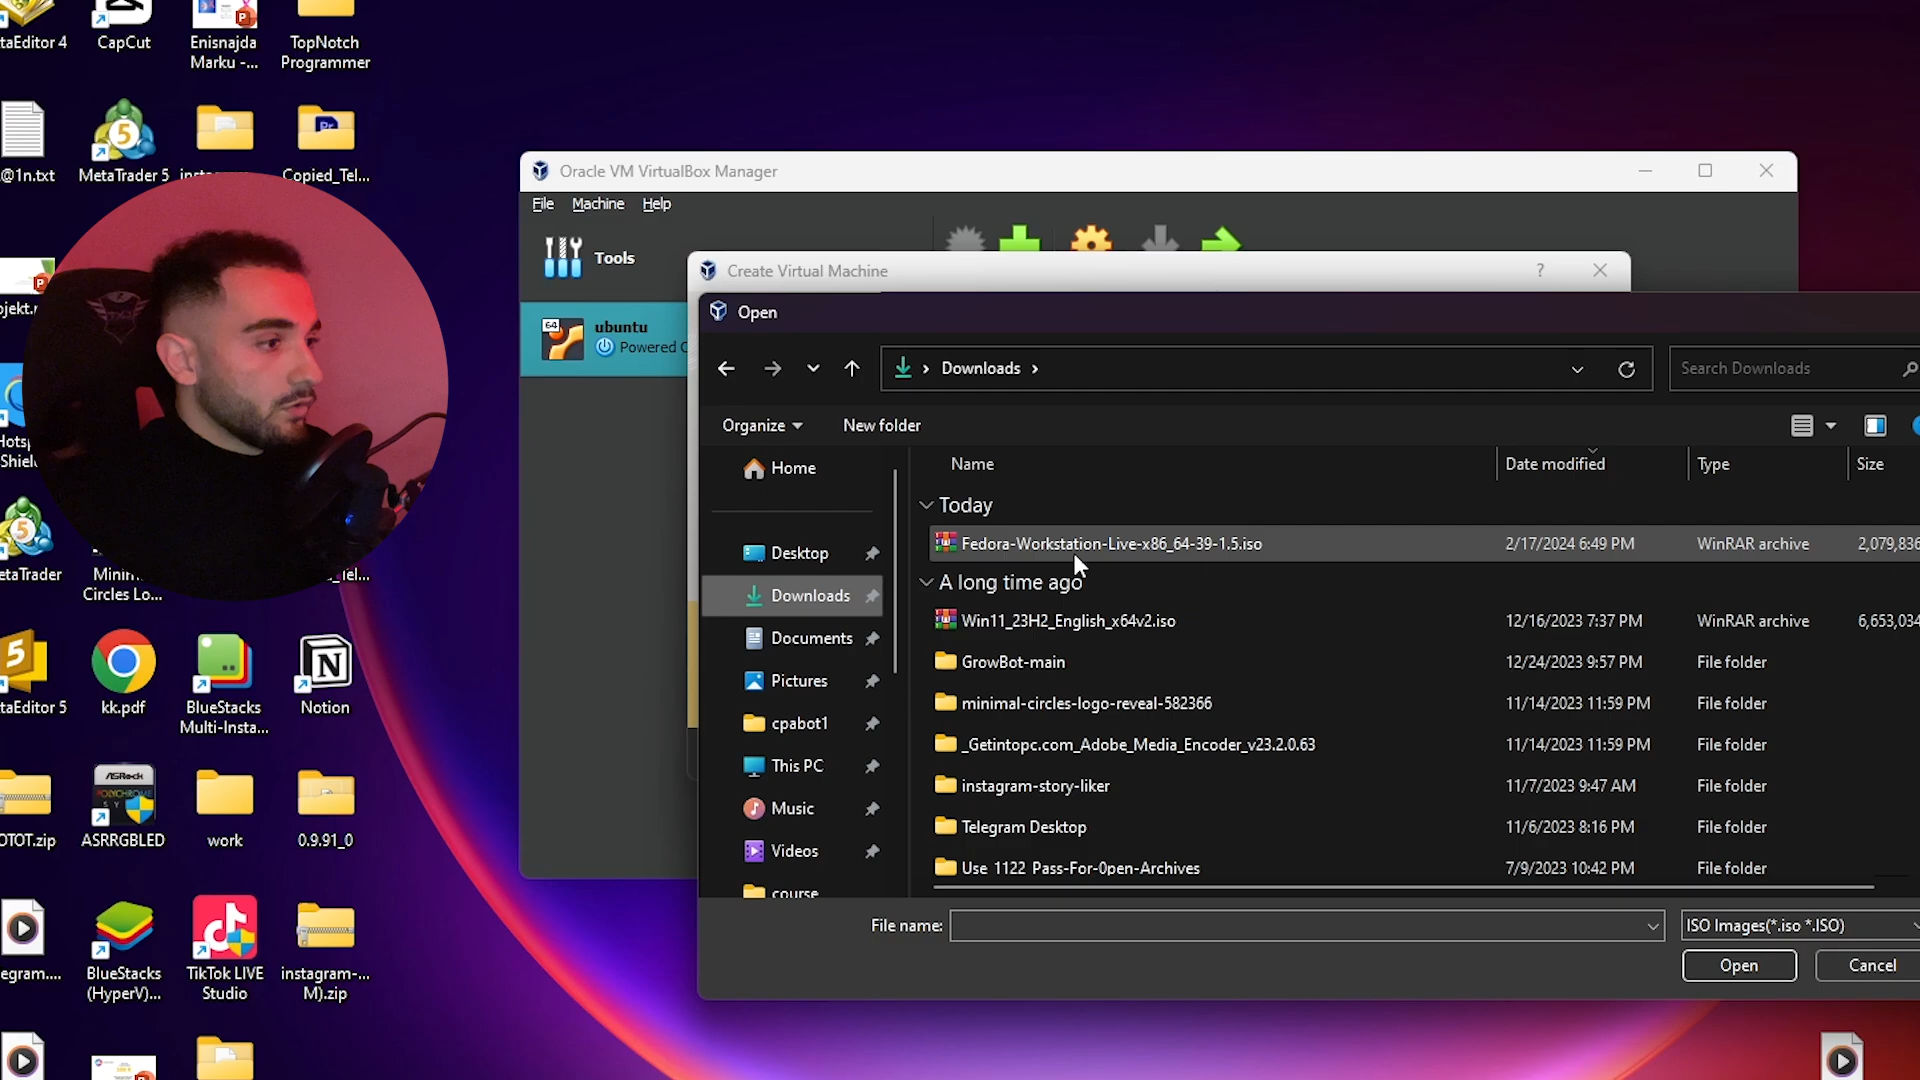 taEditor 4
CapCut
Enisnajda
Marku -...
TopNotch
Programmer
@1n.txt
MetaTrader 5
Copied_Tel...
ojekt.
Hots
Shiel
etaTrader
Minim
Circles Lo...
_Tel...
taEditor 5
kk.pdf
BlueStacks
Multi-Insta...
Notion
OTOT.zip
ASRock
POLYCHROME
ASRRGBLED
work
0.9.91_0
egram....
BlueStacks
(HyperV)...
TikTok LIVE
Studio
instagram-...
M).zip
Oracle VM VirtualBox Manager
File Machine Help
Tools
64
ubuntu
Powered O
Create Virtual Machine
?
Open
Downloads
Search Downloads
Organize
New folder
Home
Desktop
Downloads
Documents
Pictures
cpabot1
This PC
Music
Videos
course
Name Date modified Type Size
Today
Fedora-Workstation-Live-x86_64-39-1.5.iso 2/17/2024 6:49 PM WinRAR archive 2,079,836
A long time ago
Win11_23H2_English_x64v2.iso 12/16/2023 7:37 PM WinRAR archive 6,653,034
GrowBot-main 12/24/2023 9:57 PM File folder
minimal-circles-logo-reveal-582366 11/14/2023 11:59 PM File folder
_Getintopc.com_Adobe_Media_Encoder_v23.2.0.63 11/14/2023 11:59 PM File folder
instagram-story-liker 11/7/2023 9:47 AM File folder
Telegram Desktop 11/6/2023 8:16 PM File folder
Use 1122 Pass-For-0pen-Archives 7/9/2023 10:42 PM File folder
File name:
ISO Images(*.iso *.ISO)
Open
Cancel